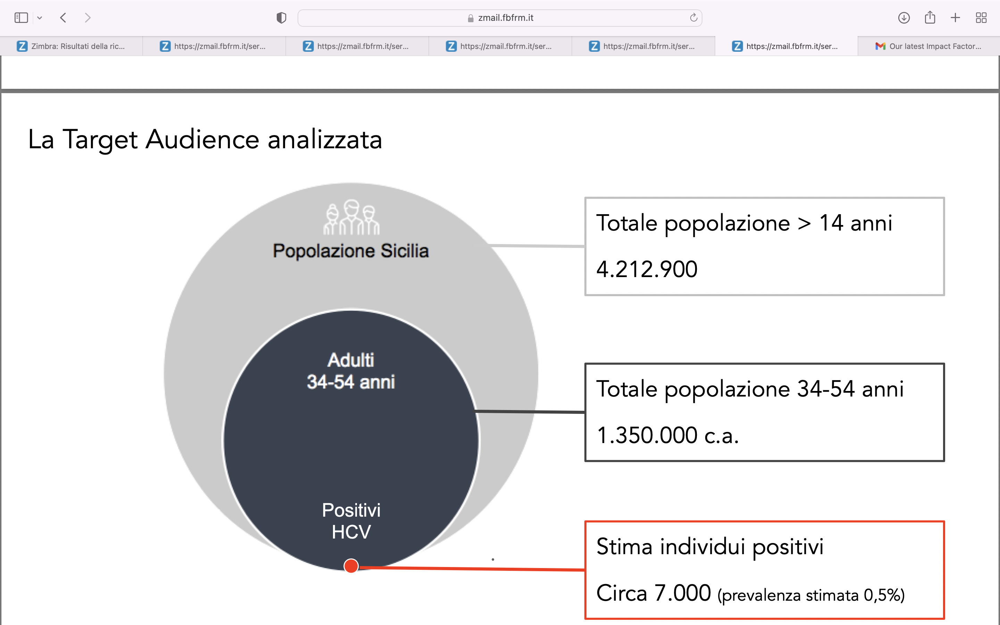 zmail.fbfrm.it
Zimbra: Risultati della ric...
https://zmail.fbfrm.it/ser...
https://zmail.fbfrm.it/ser...
https://zmail.fbfrm.it/ser...
https://zmail.fbfrm.it/ser...
https://zmail.fbfrm.it/ser...
Our latest Impact Factor...
La Target Audience analizzata
Popolazione Sicilia
Totale popolazione > 14 anni
4.212.900
Adulti
34-54 anni
Totale popolazione 34-54 anni
1.350.000 c.a.
Positivi
HCV
Stima individui positivi
Circa 7.000 (prevalenza stimata 0,5%)